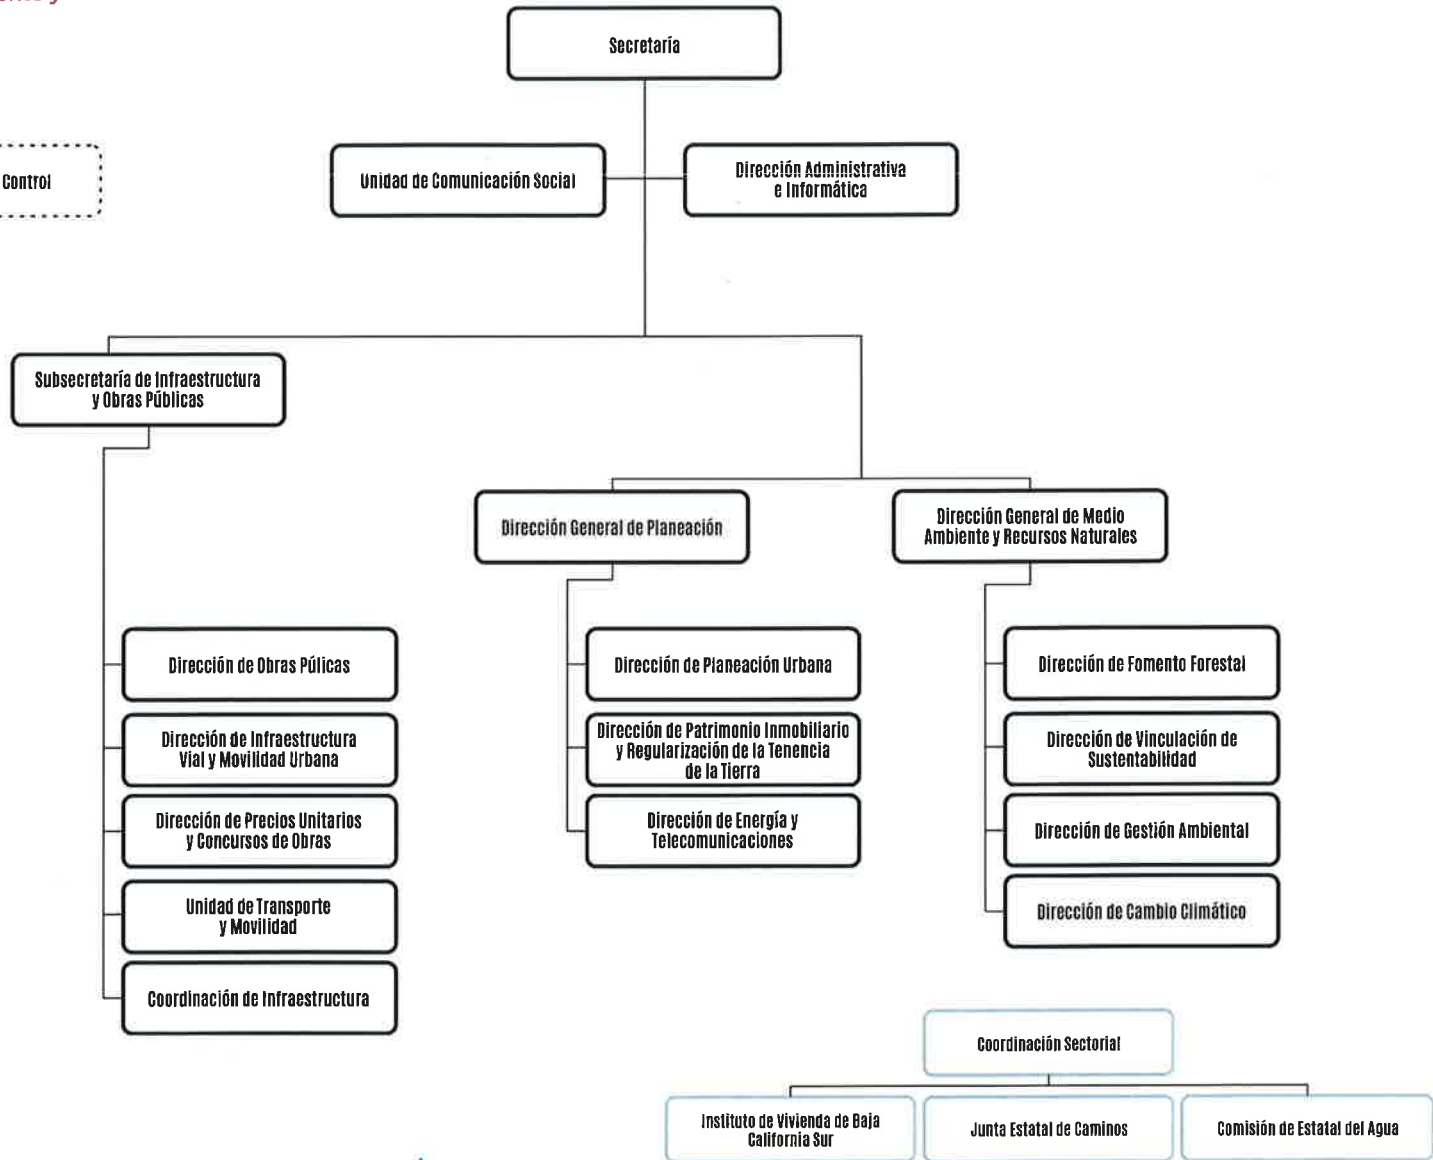 Secretaría
Control
Unidad de Comunicación Social
Dirección Administrativa
e Informática
Subsecretaría de Infraestructura
y Obras Públicas
Dirección General de Planeación
Dirección General de Medio
Ambiente y Recursos Naturales
Dirección de Obras Púlicas
Dirección de Infraestructura
Vial y Movilidad Urbana
Dirección de Precios Unitarios
y Concursos de Obras
Unidad de Transporte
y Movilidad
Coordinación de Infraestructura
Dirección de Planeación Urbana
Dirección de Patrimonio Inmobiliario
y Regularización de la Tenencia
de la Tierra
Dirección de Energía y
Telecomunicaciones
Dirección de Fomento Forestal
Dirección de Vinculación de
Sustentabilidad
Dirección de Gestión Ambiental
Dirección de Cambio Climático
Coordinación Sectorial
Instituto de Vivienda de Baja
California Sur
Junta Estatal de Caminos
Comisión de Estatal del Agua